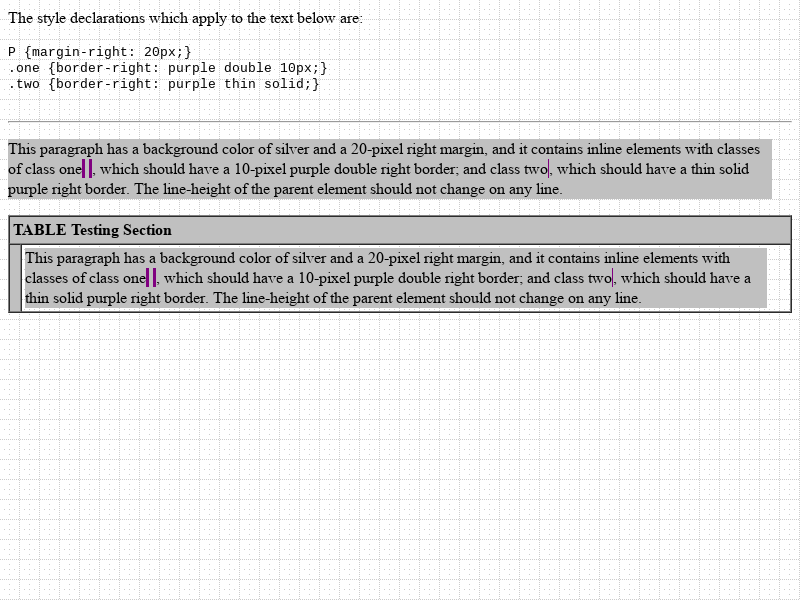 The style declarations which apply to the text below are:
P {margin-right: 20px;}
.one {border-right: purple double 10px;}
.two {border-right: purple thin solid;}
This paragraph has a background color of silver and a 20-pixel right margin, and it contains inline elements with classes
of class one, which should have a 10-pixel purple double right border; and class two, which should have a thin solid
purple right border. The line-height of the parent element should not change on any line.
TABLE Testing Section
This paragraph has a background color of silver and a 20-pixel right margin, and it contains inline elements with
classes of class one, which should have a 10-pixel purple double right border; and class two, which should have a
thin solid purple right border. The line-height of the parent element should not change on any line.